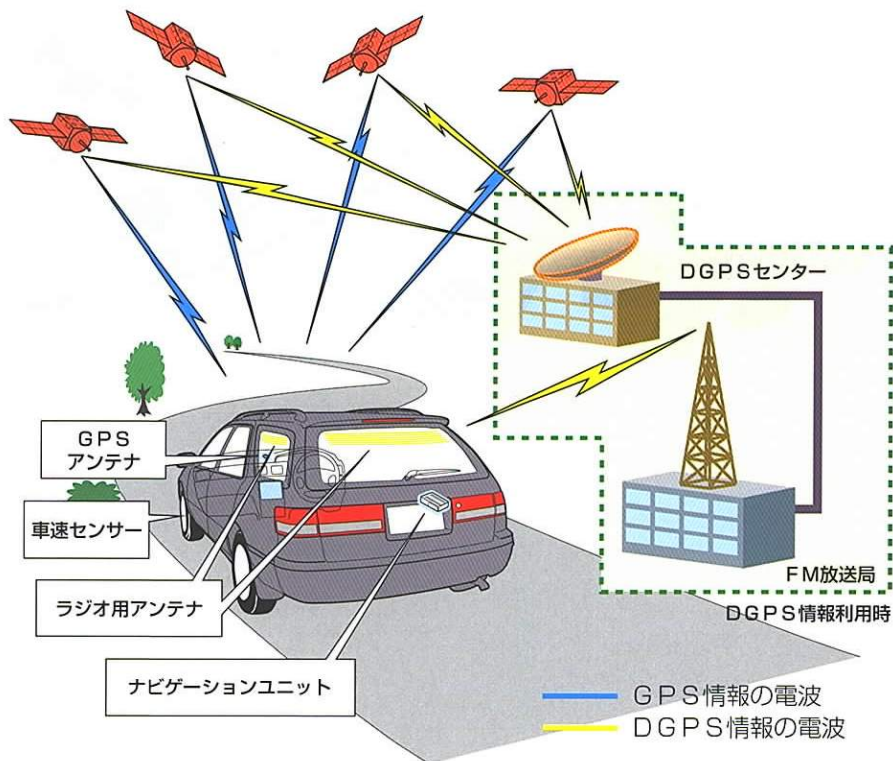 DGPSセンター
GPS
アンテナ
車速センサー
ラジオ用アンテナ
ナビゲーションユニット
FM放送局
DGPS情報利用時
GPS情報の電波
DGPS情報の電波